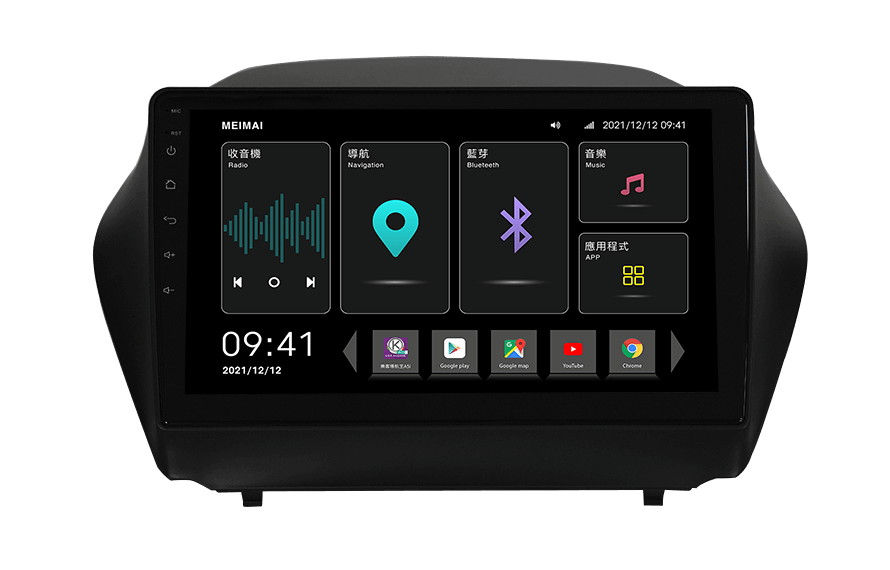 MIC
RST
MEIMAI
2021/12/12 09:41
收音機
Radio
導航
Navigation
藍芽
Blueteeth
音樂
Music
應用程式
APP
09:41
2021/12/12
Google play
Google map
YouTube
Chrome